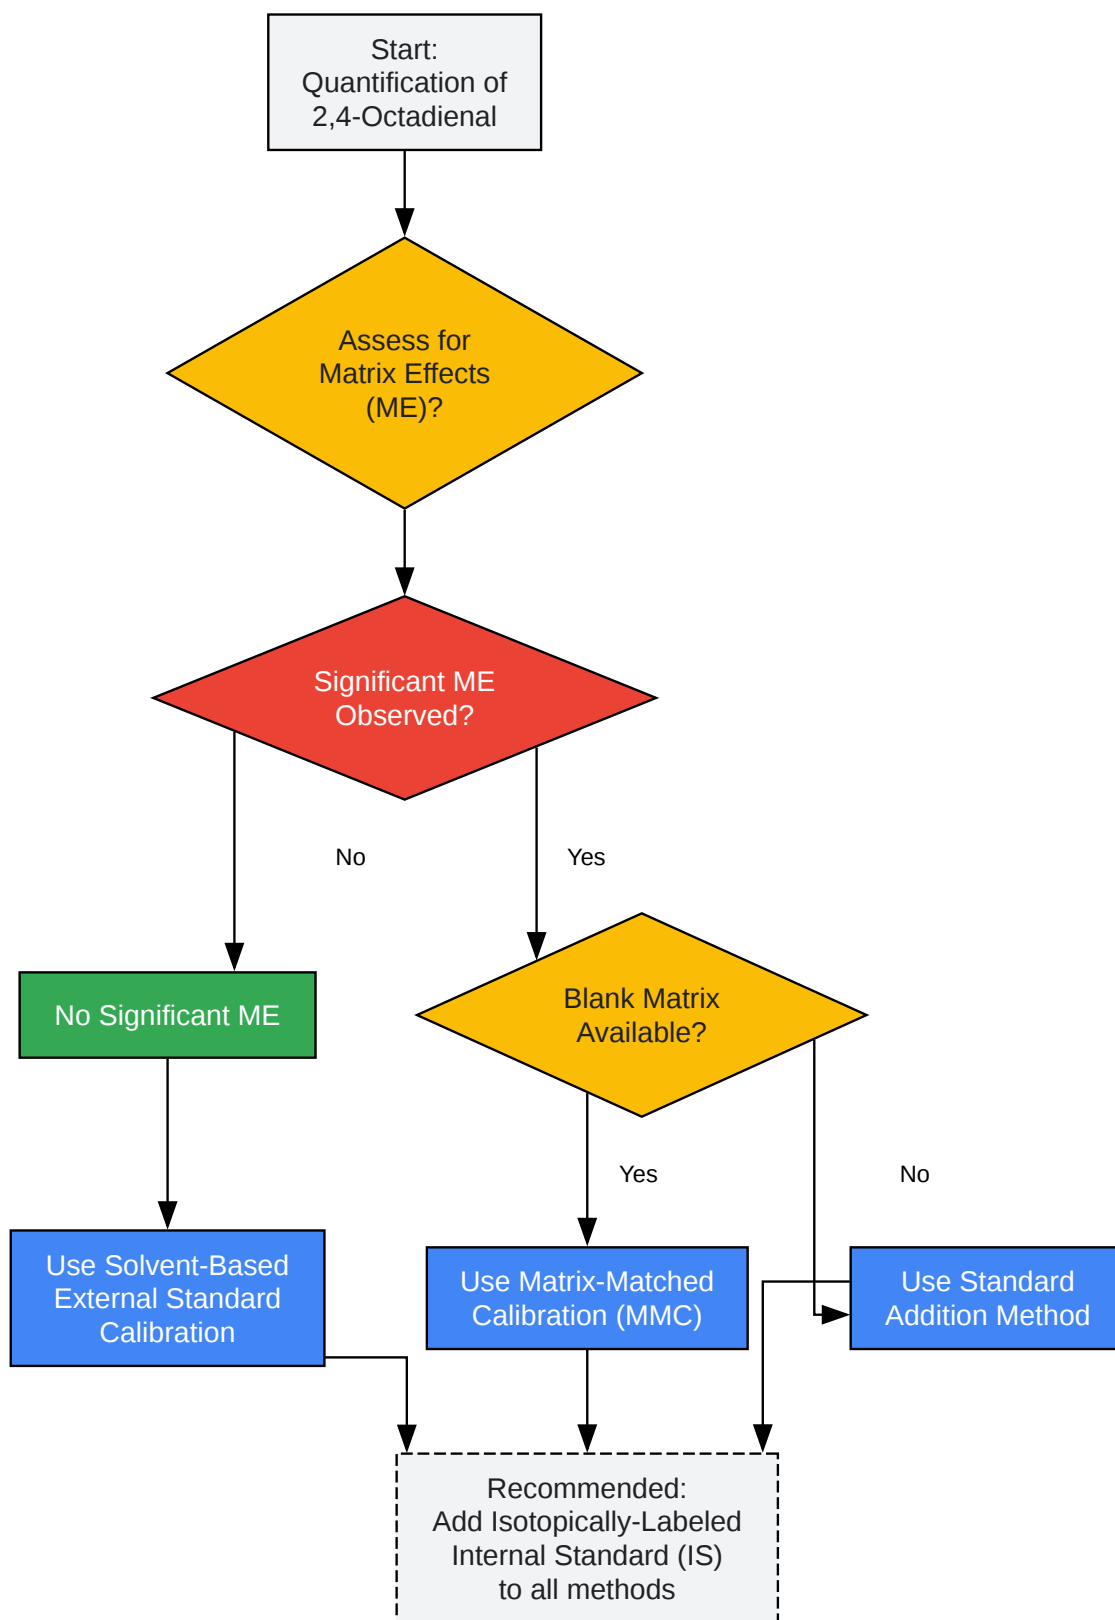 Start:
Quantification of
2,4-Octadienal
Assess for
Matrix Effects
(ME)?
Significant ME
Observed?
No
Yes
No Significant ME
Blank Matrix
Available?
Yes
No
Use Solvent-Based
External Standard
Calibration
Use Matrix-Matched
Calibration (MMC)
Use Standard
Addition Method
Recommended:
Add Isotopically-Labeled
Internal Standard (IS)
to all methods